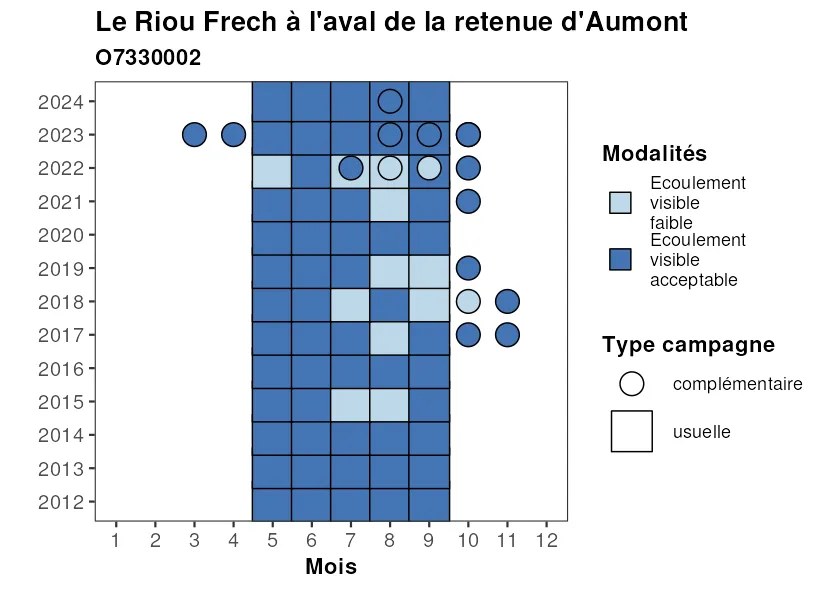 Le Riou Frech à l'aval de la retenue d'Aumont
O7330002
2024
2023
2022
2021
2020
2019
2018
2017
2016
2015
2014
2013
2012
1 2 3 4 5 6 7 8 9 10 11 12
Mois
Modalités
Ecoulement
visible
faible
Ecoulement
visible
acceptable
Type campagne
complémentaire
usuelle